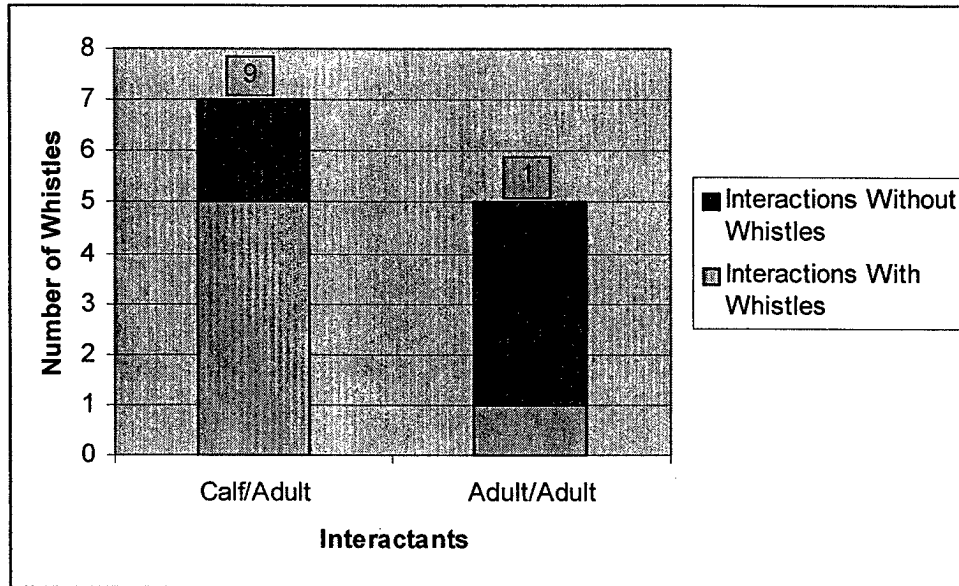 8
7
6
5
4
3
2
1
0
9
1
Number of Whistles
Calf/Adult
Adult/Adult
Interactants
Interactions Without
Whistles
Interactions With
Whistles